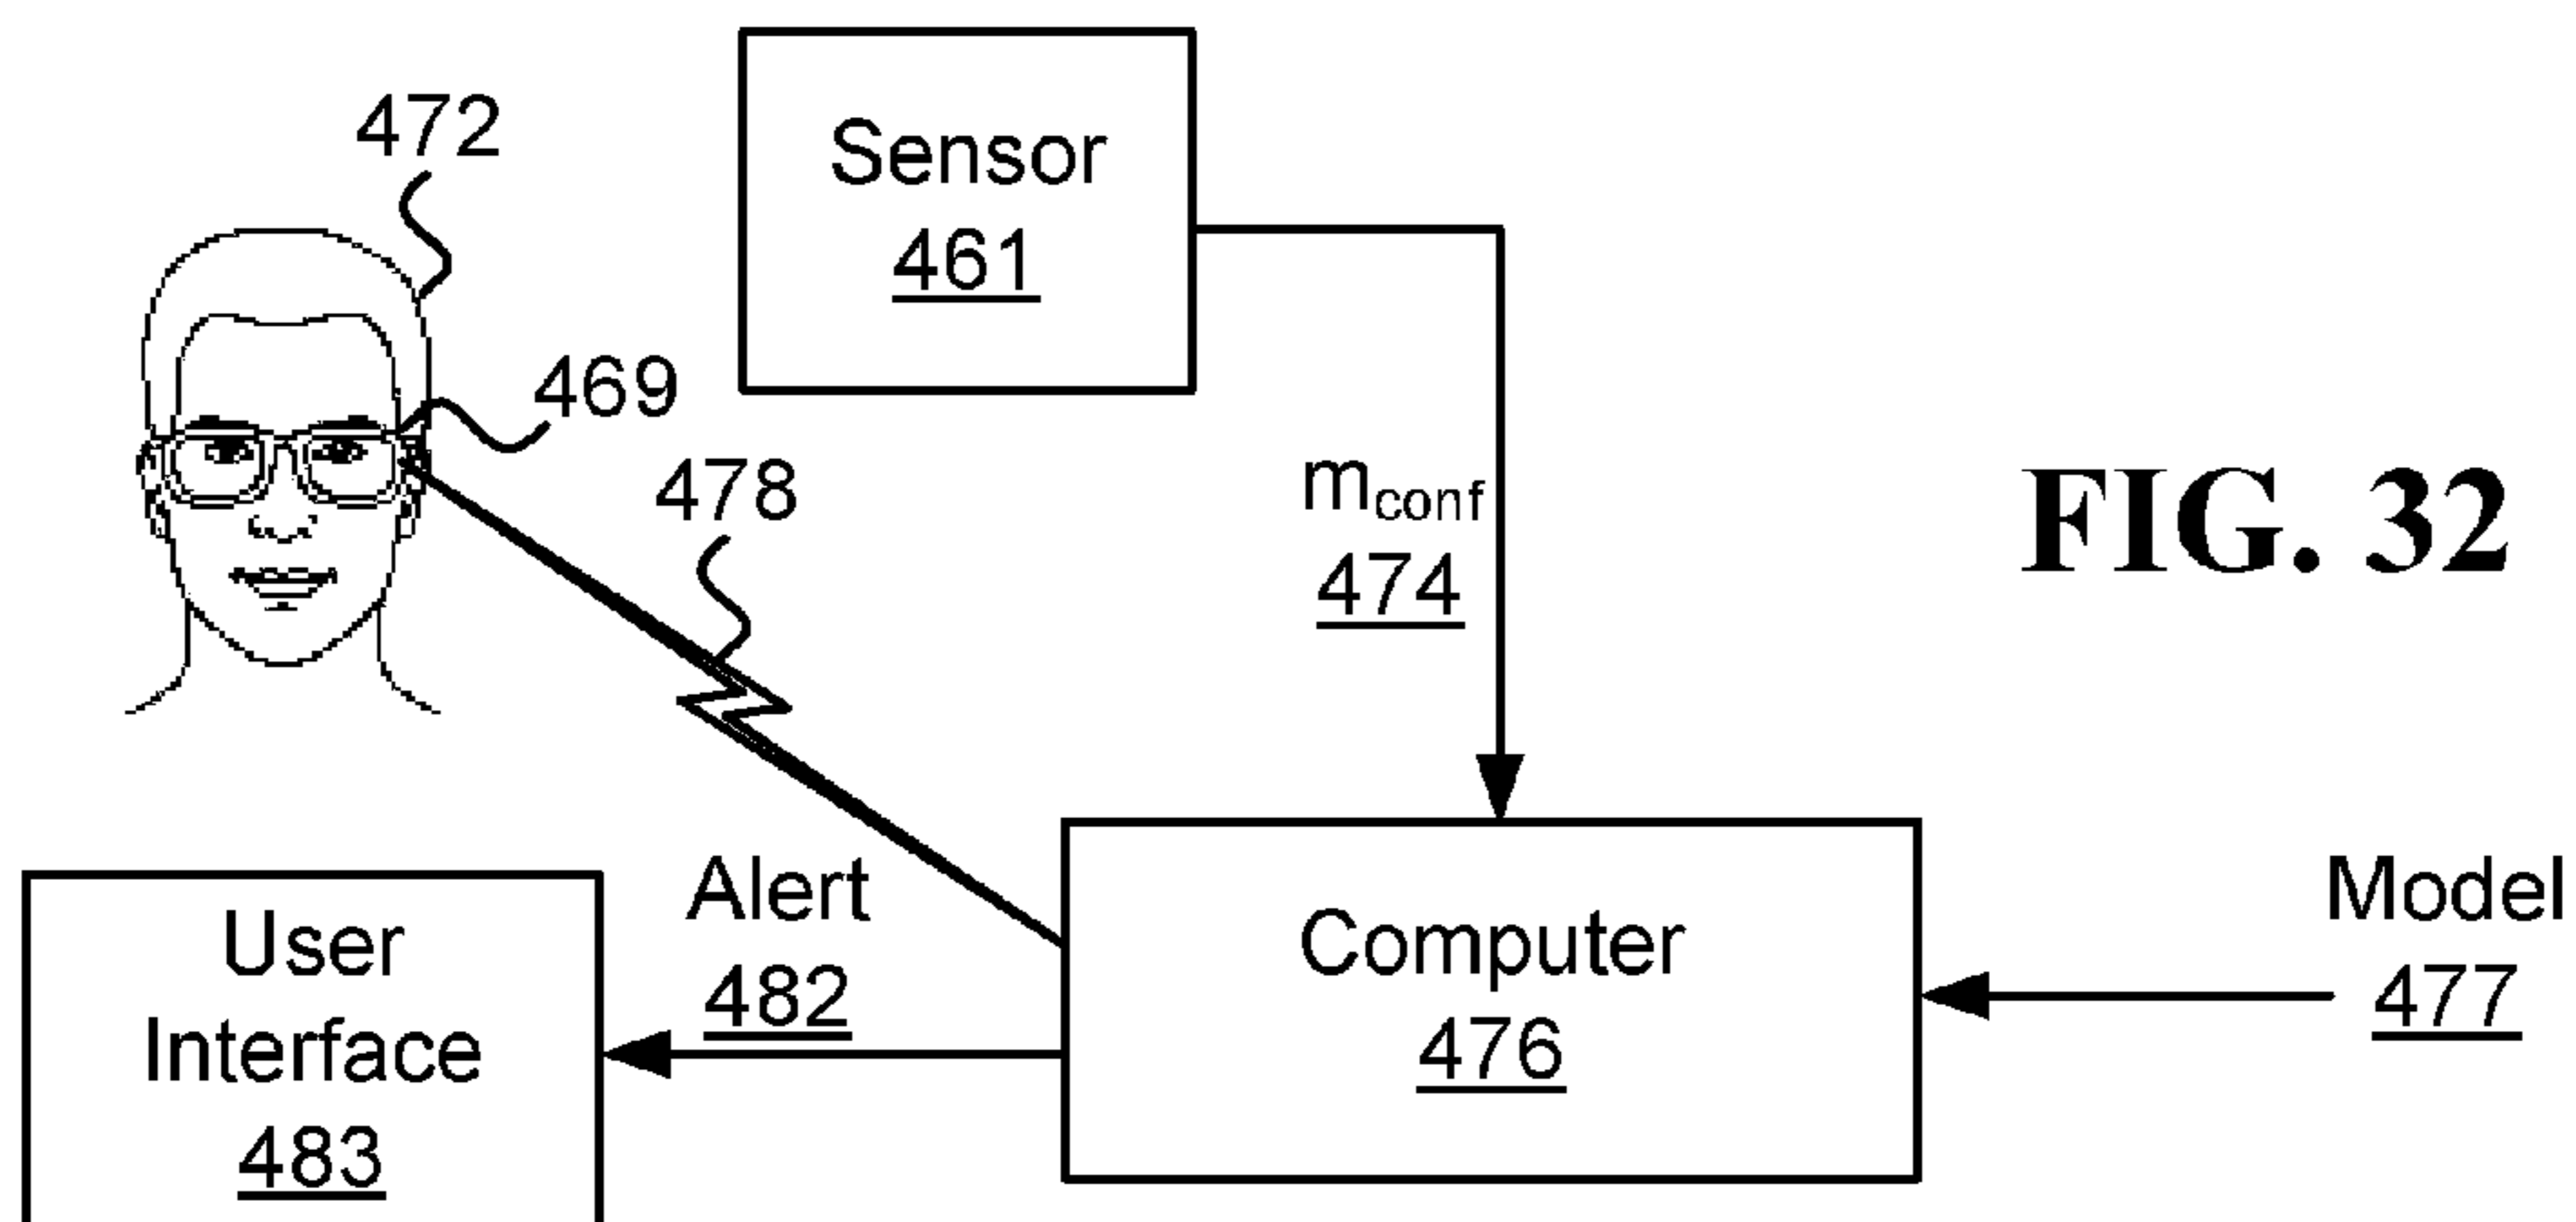 472
Sensor
461
469
478
m_conf
474
FIG. 32
Alert
482
User
Interface
483
Computer
476
Model
477